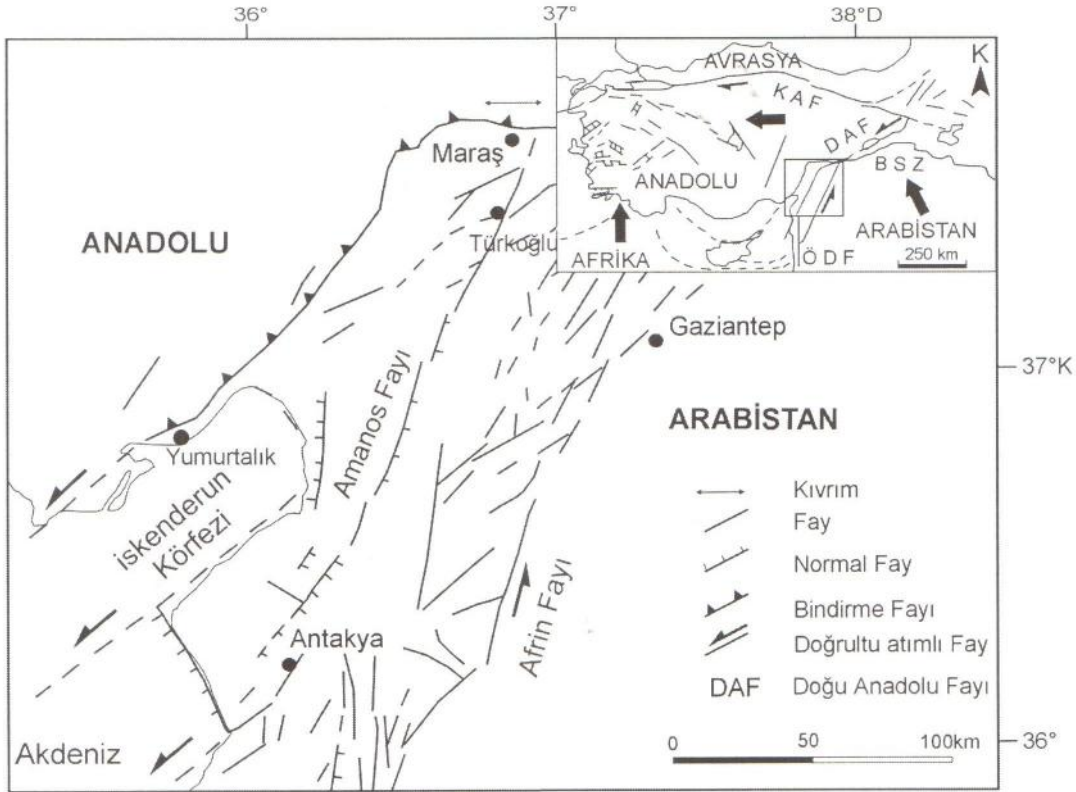 36°
37°
38°D
AVRASYA
K
KAF
DAF
BSZ
ANADOLU
ARABİSTAN
AFRİKA
ÖDF
250 km
Maraş
Türkoğlu
ANADOLU
Gaziantep
37°K
Amanos Fayı
ARABİSTAN
Yumurtalık
iskenderun
Körfezi
Afrin Fayı
Antakya
Akdeniz
Kıvrım
Fay
Normal Fay
Bindirme Fayı
Doğrultu atımlı Fay
DAF Doğu Anadolu Fayı
0 50 100km
36°